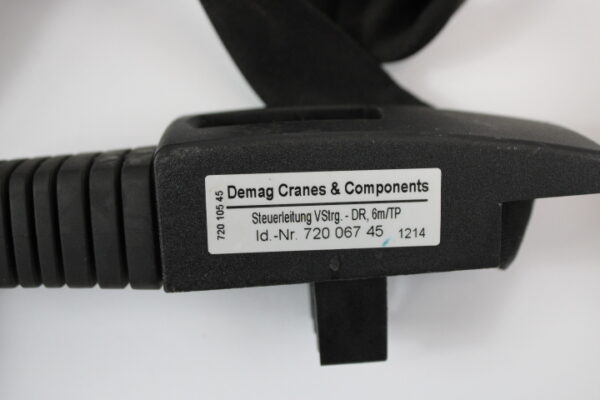 720 105 45
Demag Cranes & Components
Steuerleitung VStrg. - DR, 6m/TP
Id.-Nr. 720 067 45 1214